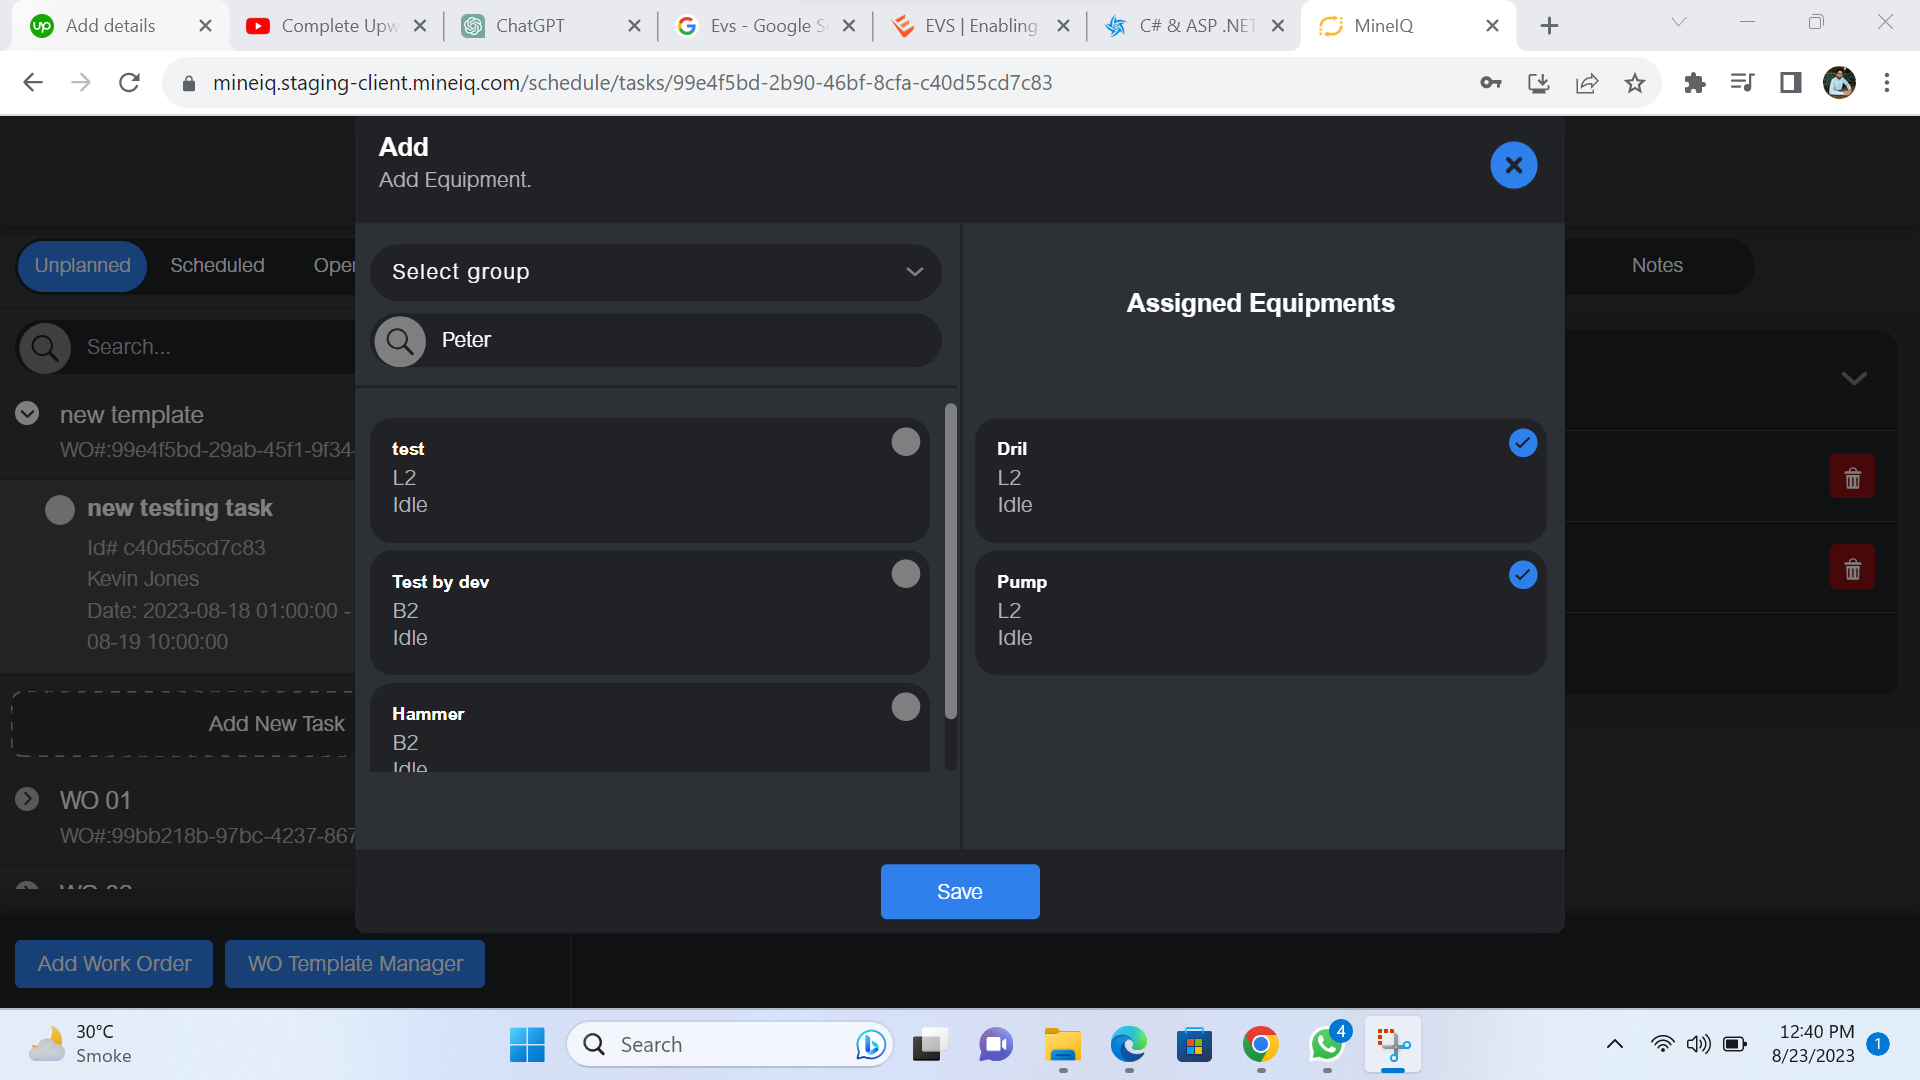 Add details
Complete Upw
ChatGPT
Evs - Google S
EVS | Enabling
C# & ASP .NET
MineIQ
mineiq.staging-client.mineiq.com/schedule/tasks/99e4f5bd-2b90-46bf-8cfa-c40d55cd7c83
Add
Add Equipment.
Unplanned
Scheduled
Oper
Notes
Select group
Peter
Assigned Equipments
Search...
new template
WO#:99e4f5bd-29ab-45f1-9f34-
new testing task
Id# c40d55cd7c83
Kevin Jones
Date: 2023-08-18 01:00:00 -
08-19 10:00:00
Add New Task
WO 01
WO#:99bb218b-97bc-4237-867
test
L2
Idle
Test by dev
B2
Idle
Hammer
B2
Idle
Dril
L2
Idle
Pump
L2
Idle
Save
Add Work Order
WO Template Manager
30°C
Smoke
Search
4
12:40 PM
8/23/2023
1